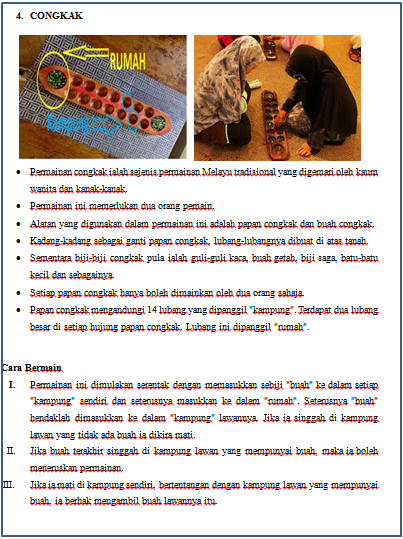 4. CONGKAK
RUMAH
Kampung
• Permainan congkak ialah sejenis permainan Melayu tradisional yang digemari oleh kaum
wanita dan kanak-kanak.
• Permainan ini memerlukan dua orang pemain.
• Alatan yang digunakan dalam permainan ini adalah papan congkak dan buah congkak.
• Kadang-kadang sebagai ganti papan congkak, lubang-lubangnya dibuat di atas tanah.
• Sementara biji-biji congkak pula ialah guli-guli kaca, buah getah, biji saga, batu-batu
kecil dan sebagainya.
• Setiap papan congkak hanya boleh dimainkan oleh dua orang sahaja.
• Papan congkak mengandungi 14 lubang yang dipanggil "kampung". Terdapat dua lubang
besar di setiap hujung papan congkak. Lubang ini dipanggil "rumah".
Cara Bermain
I. Permainan ini dimulakan serentak dengan memasukkan sebiji "buah" ke dalam setiap
"kampung" sendiri dan seterusnya masukkan ke dalam "rumah". Seterusnya "buah"
hendaklah dimasukkan ke dalam "kampung" lawannya. Jika ia singgah di kampung
lawan yang tidak ada buah ia dikira mati.
II. Jika buah terakhir singgah di kampung lawan yang mempunyai buah, maka ia boleh
meneruskan permainan.
III. Jika ia mati di kampung sendiri, bertentangan dengan kampung lawan yang mempunyai
buah, ia berhak mengambil buah lawannya itu.